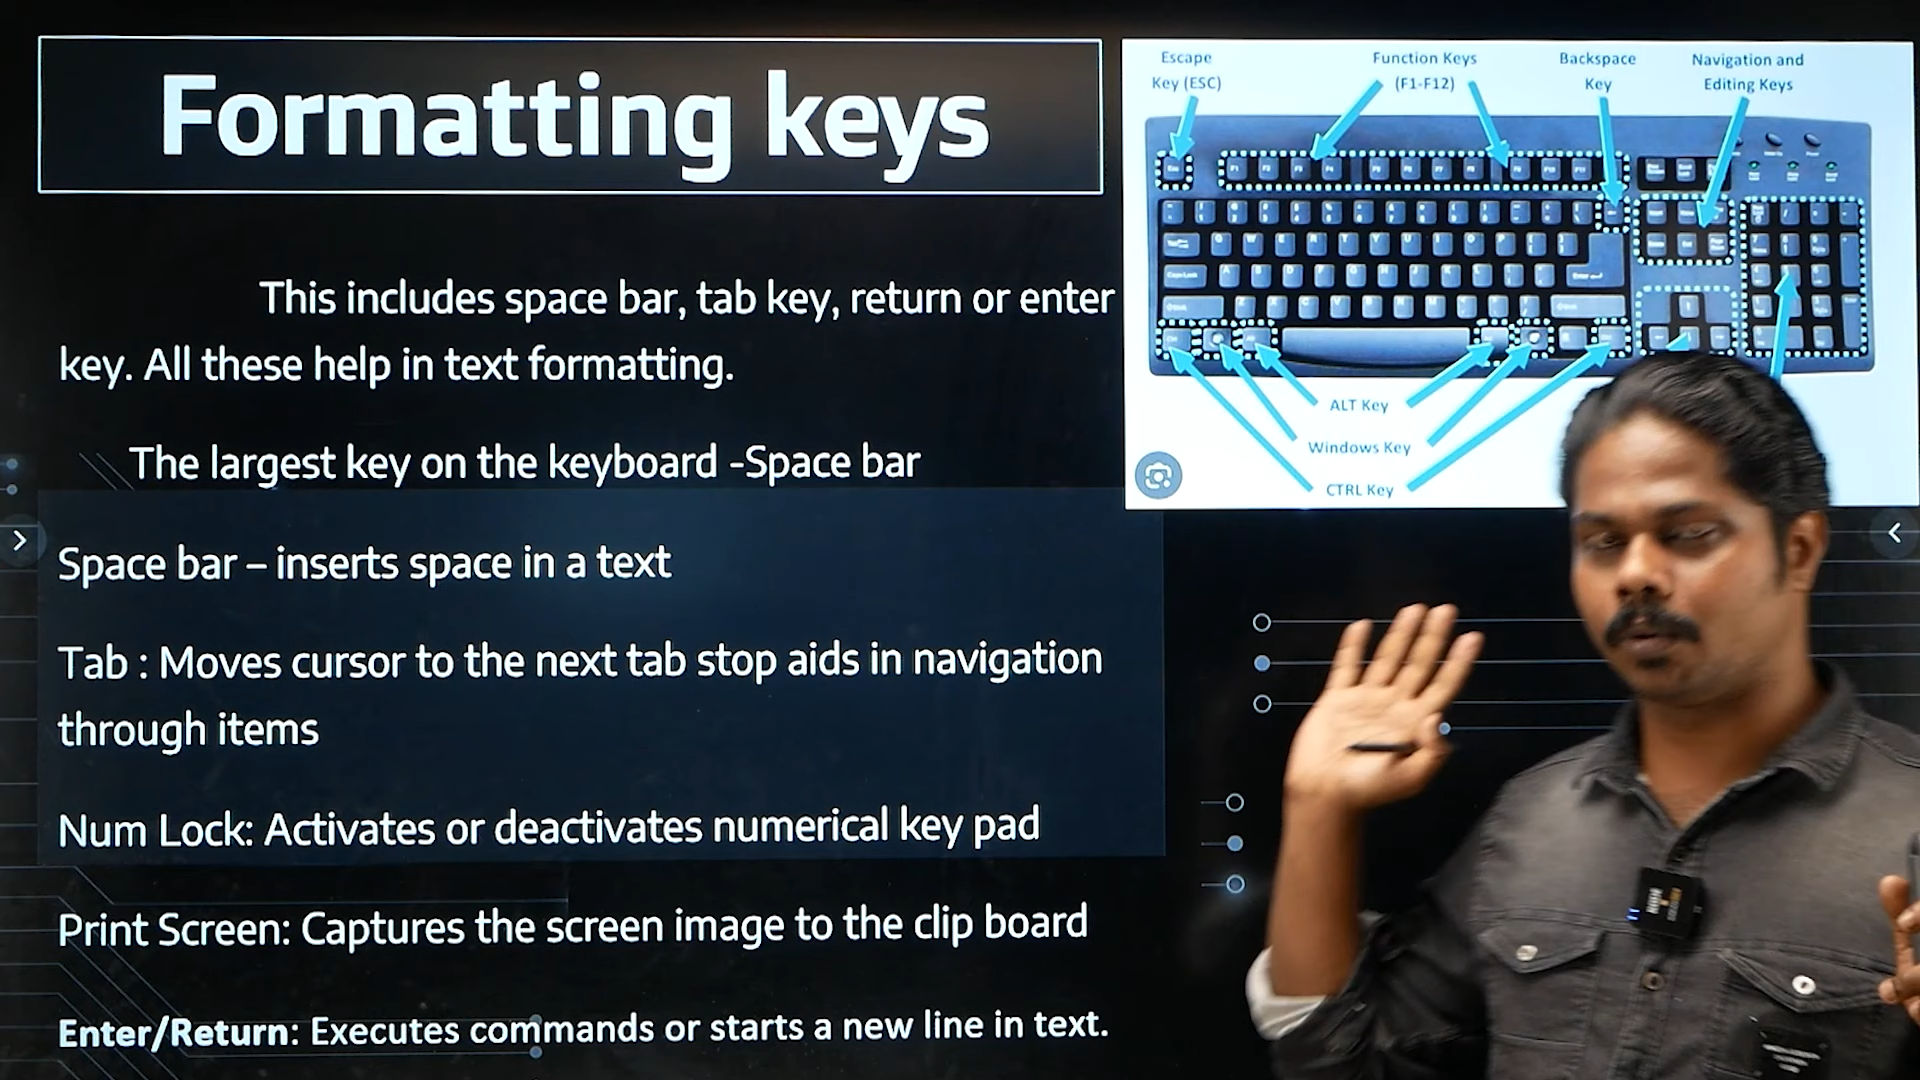 Formatting keys
This includes space bar, tab key, return or enter
key. All these help in text formatting.
The largest key on the keyboard -Space bar
Space bar – inserts space in a text
Tab : Moves cursor to the next tab stop aids in navigation
through items
Num Lock: Activates or deactivates numerical key pad
Print Screen: Captures the screen image to the clip board
Enter/Return: Executes commands or starts a new line in text.
Escape
Key (ESC)
Function Keys
(F1-F12)
Backspace
Key
Navigation and
Editing Keys
ALT Key
Windows Key
CTRL Key